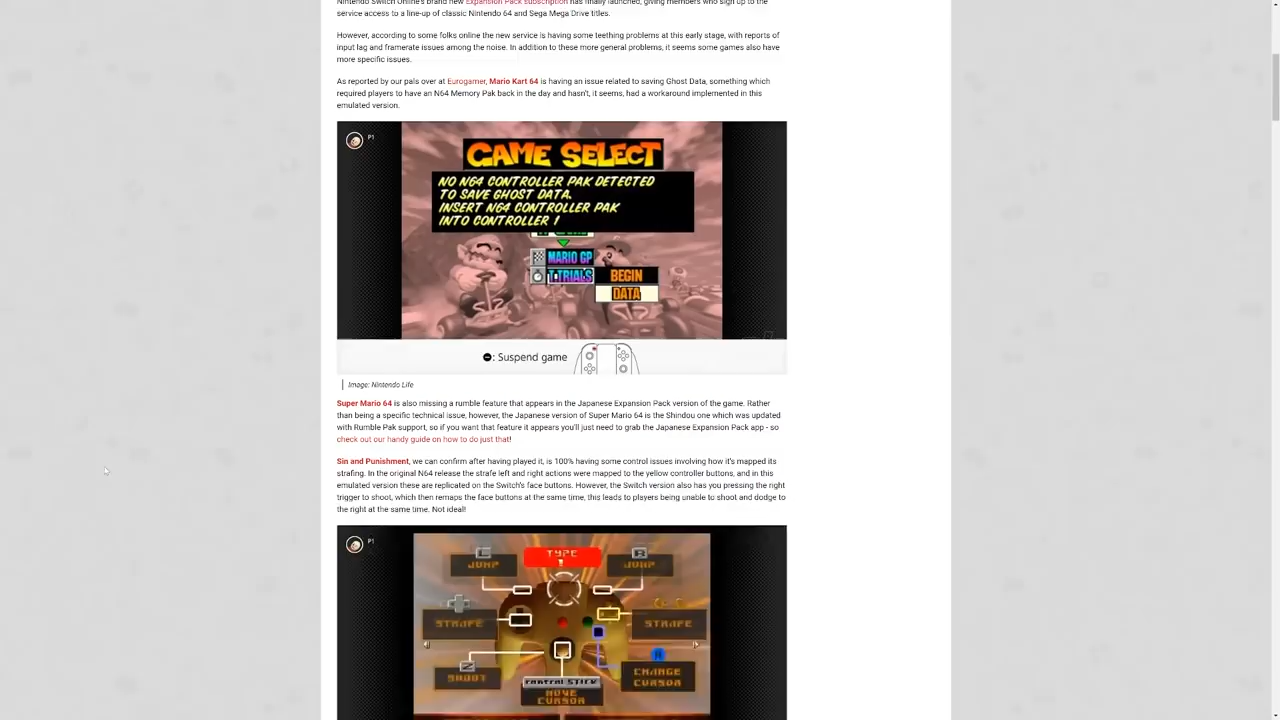 Nintendo Switch Online's brand new Expansion Pack subscription has finally launched, giving members who sign up to the
service access to a line-up of classic Nintendo 64 and Sega Mega Drive titles.
However, according to some folks online the new service is having some teething problems at this early stage, with reports of
input lag and framerate issues among the noise. In addition to these more general problems, it seems some games also have
more specific issues.
As reported by our pals over at Eurogamer, Mario Kart 64 is having an issue related to saving Ghost Data, something which
required players to have an N64 Memory Pak back in the day and hasn't, it seems, had a workaround implemented in this
emulated version.
P1
GAME SELECT
NO N64 CONTROLLER PAK DETECTED
TO SAVE GHOST DATA.
INSERT N64 CONTROLLER PAK
INTO CONTROLLER !
MARIO GP
T.TRIALS BEGIN
DATA
: Suspend game
Image: Nintendo Life
Super Mario 64 is also missing a rumble feature that appears in the Japanese Expansion Pack version of the game. Rather
than being a specific technical issue, however, the Japanese version of Super Mario 64 is the Shindou one which was updated
with Rumble Pak support, so if you want that feature it appears you'll just need to grab the Japanese Expansion Pack app - so
check out our handy guide on how to do just that!
Sin and Punishment, we can confirm after having played it, is 100% having some control issues involving how it's mapped its
strafing. In the original N64 release the strafe left and right actions were mapped to the yellow controller buttons, and in this
emulated version these are replicated on the Switch's face buttons. However, the Switch version also has you pressing the right
trigger to shoot, which then remaps the face buttons at the same time, this leads to players being unable to shoot and dodge to
the right at the same time. Not ideal!
P1
TYPE
1
L
JUMP
R
JUMP
STRAFE
STRAFE
Z
SHOOT
CONTROL STICK
MOVE
CURSOR
CHANGE
CURSOR